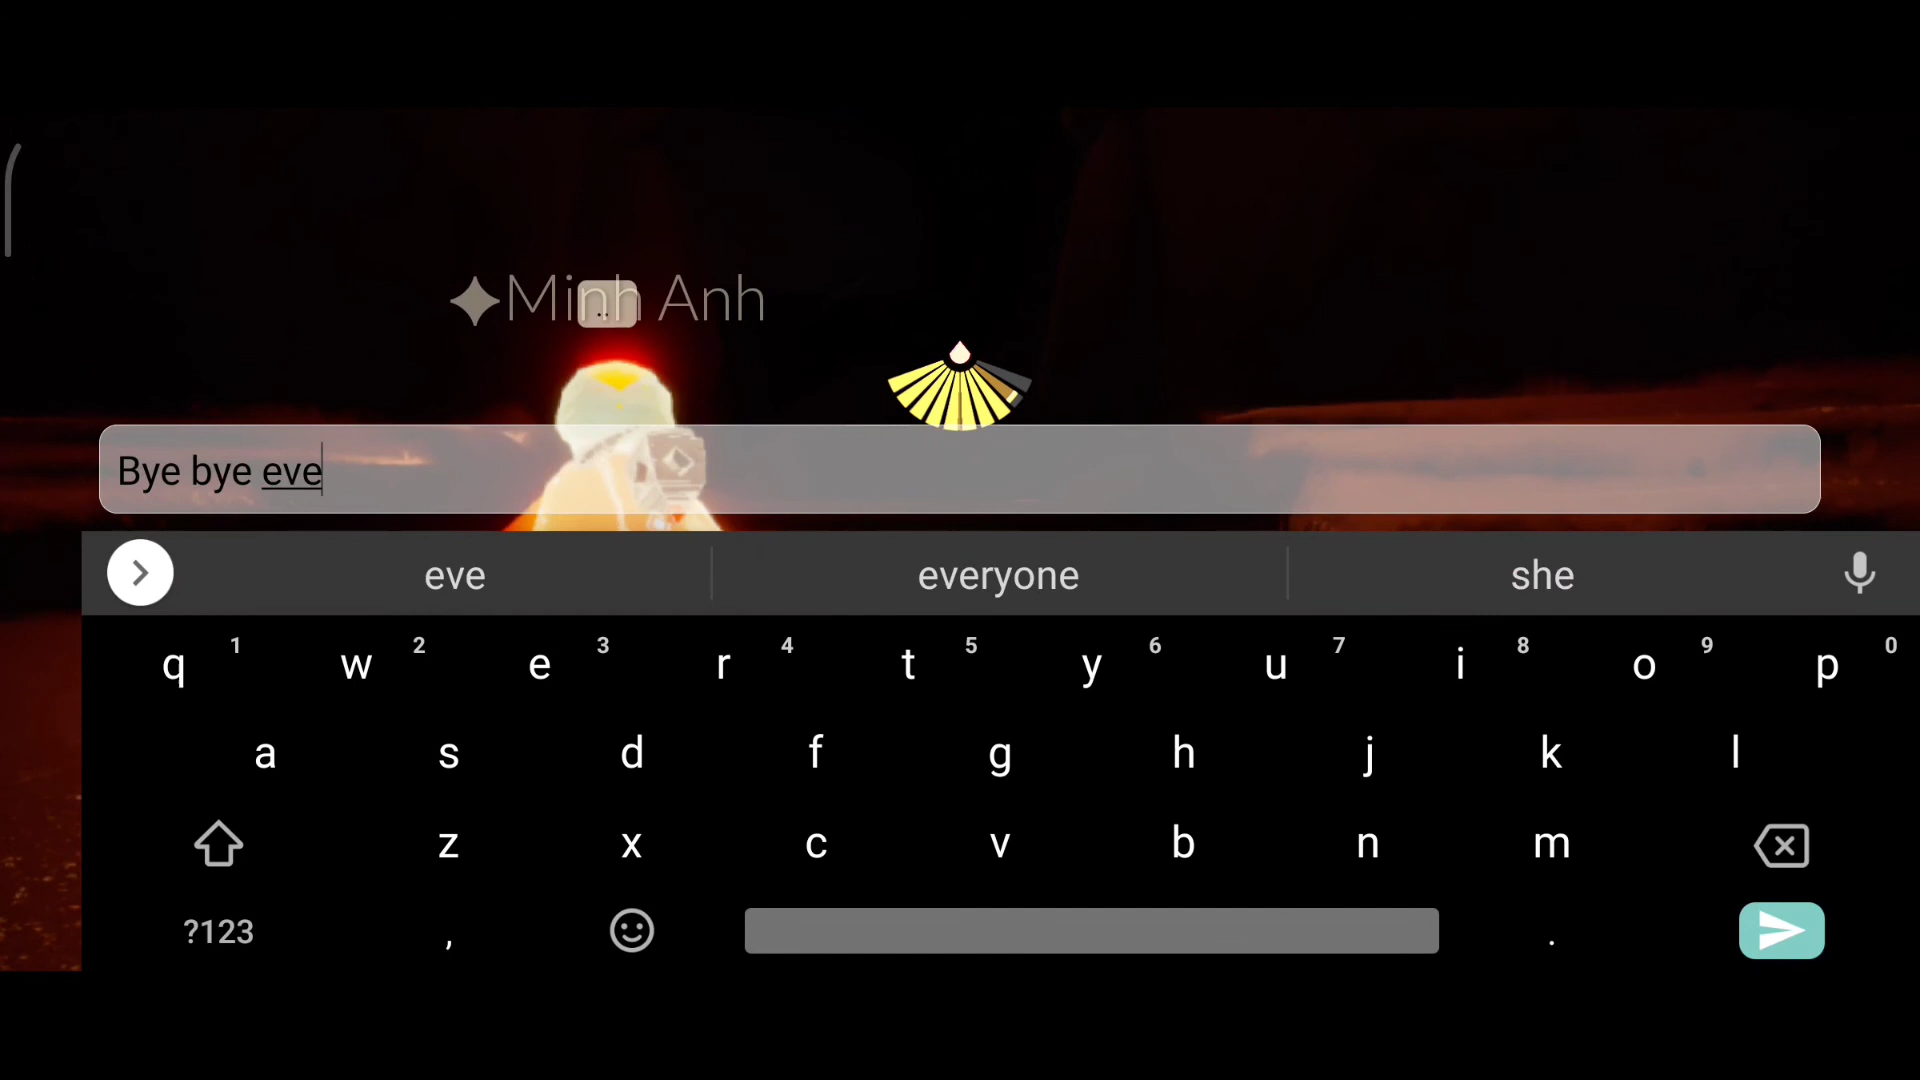 Minh Anh
..
Bye bye eve
eve everyone she
q 1 w 2 e 3 r 4 t 5 y 6 u 7 i 8 o 9 p 0
a s d f g h j k l
z x c v b n m
?123 , .